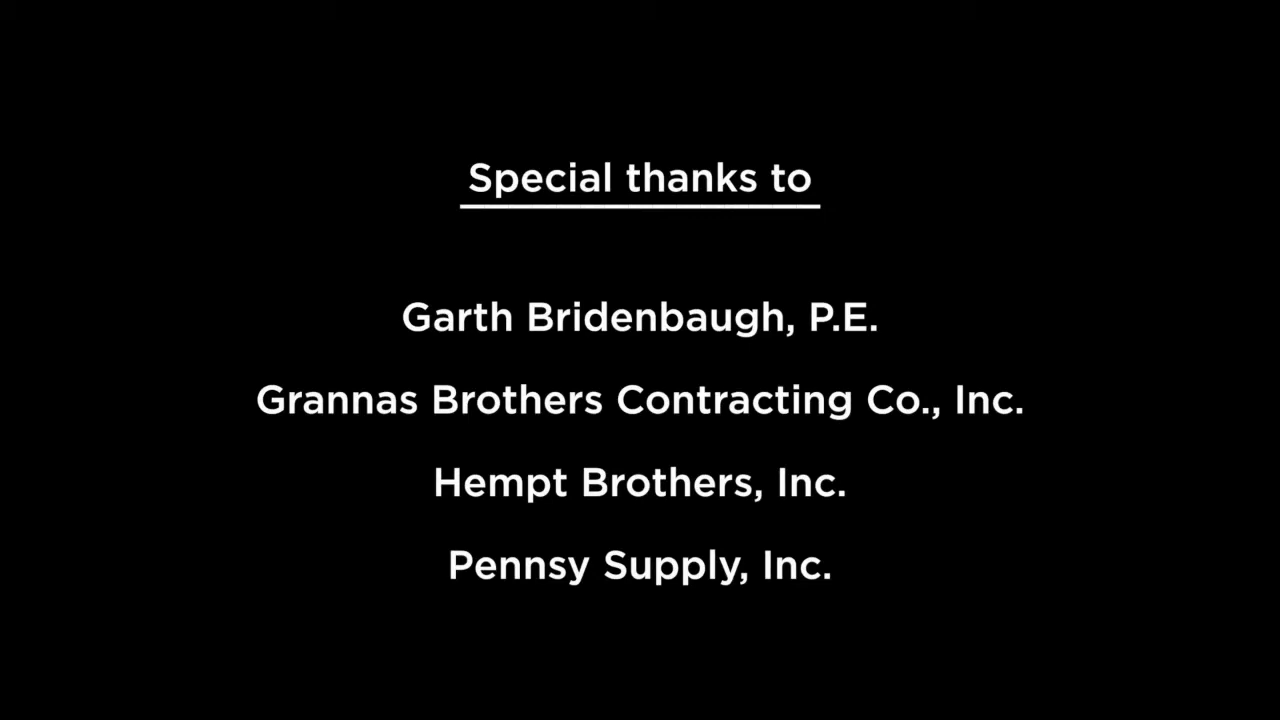 Special thanks to
Garth Bridenbaugh, P.E.
Grannas Brothers Contracting Co., Inc.
Hempt Brothers, Inc.
Pennsy Supply, Inc.